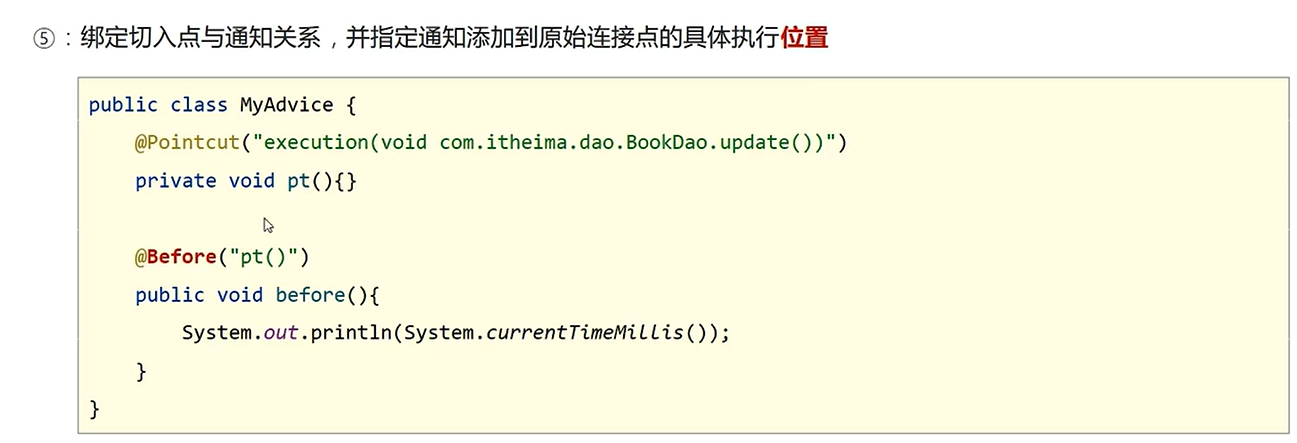 ⑤：绑定切入点与通知关系，并指定通知添加到原始连接点的具体执行位置
public class MyAdvice {
    @Pointcut("execution(void com.itheima.dao.BookDao.update())")
    private void pt(){}
    @Before("pt()")
    public void before(){
        System.out.println(System.currentTimeMillis());
    }
}